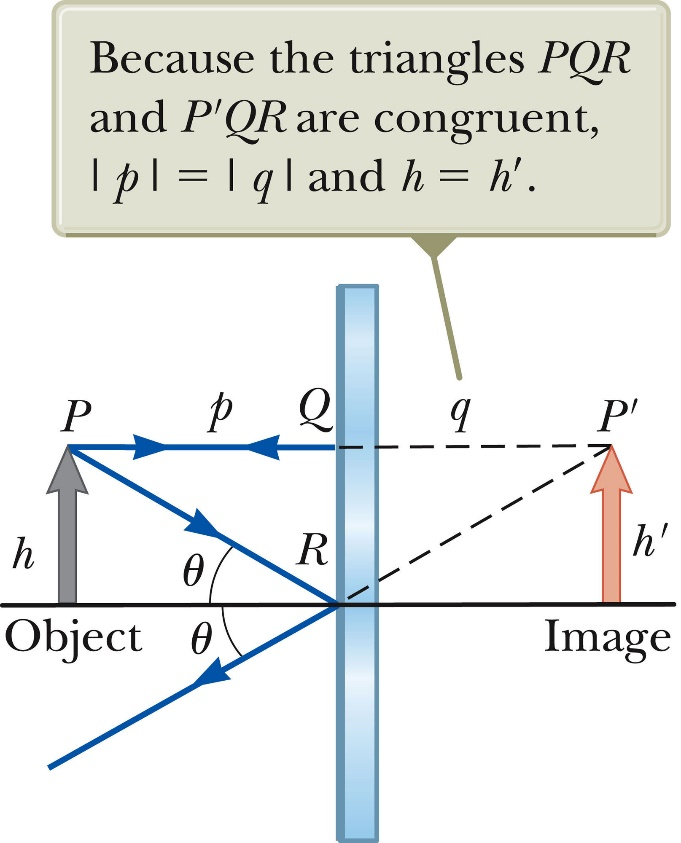 Because the triangles PQR
and P′QR are congruent,
| p | = | q | and h = h′.
P p Q q P′
h θ R h′
Object θ Image